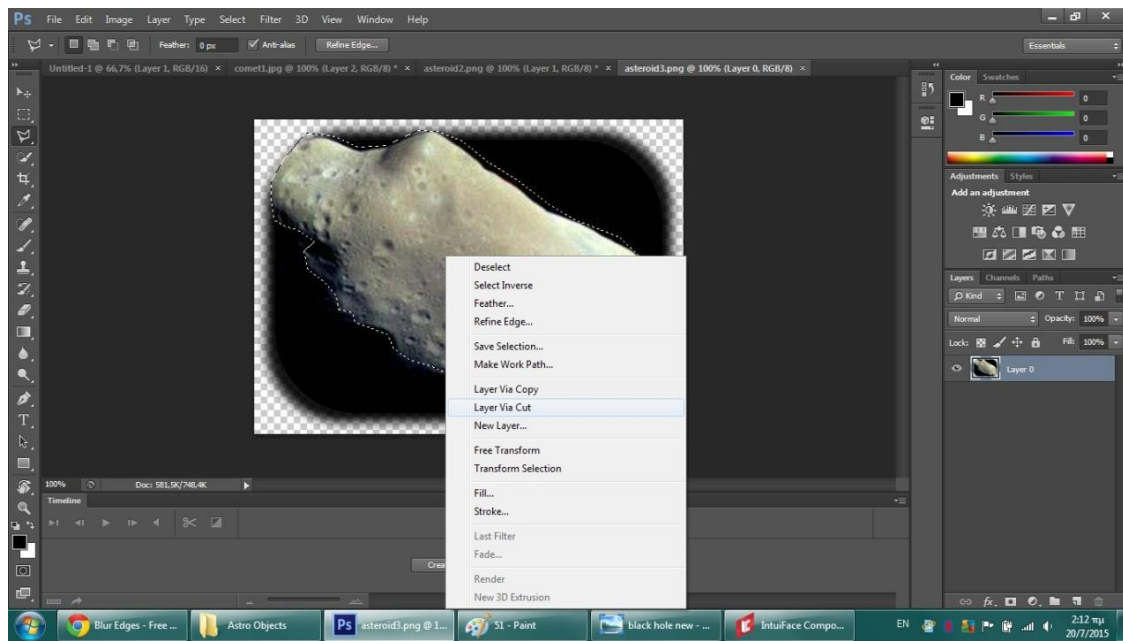 Ps File Edit Image Layer Type Select Filter 3D View Window Help
Feather: 0 px Anti-alias Refine Edge... Essentials
Untitled-1 @ 66,7% (Layer 1, RGB/16) × comet1.jpg @ 100% (Layer 2, RGB/8) * × asteroid2.png @ 100% (Layer 1, RGB/8) * × asteroid3.png @ 100% (Layer 0, RGB/8) ×
Color Swatches
R 0
G 0
B 0
Adjustments Styles
Add an adjustment
Layers Channels Paths
Kind
Normal Opacity: 100%
Lock: Fill: 100%
Layer 0
Deselect
Select Inverse
Feather...
Refine Edge...
Save Selection...
Make Work Path...
Layer Via Copy
Layer Via Cut
New Layer...
Free Transform
Transform Selection
Fill...
Stroke...
Last Filter
Fade...
Render
New 3D Extrusion
100% Doc: 581,5K/748,4K
Timeline
Crea
fx
Blur Edges - Free ... Astro Objects Ps asteroid3.png @ 1... 51 - Paint black hole new - ... IntuiFace Compo... EN 2:12 πμ
20/7/2015